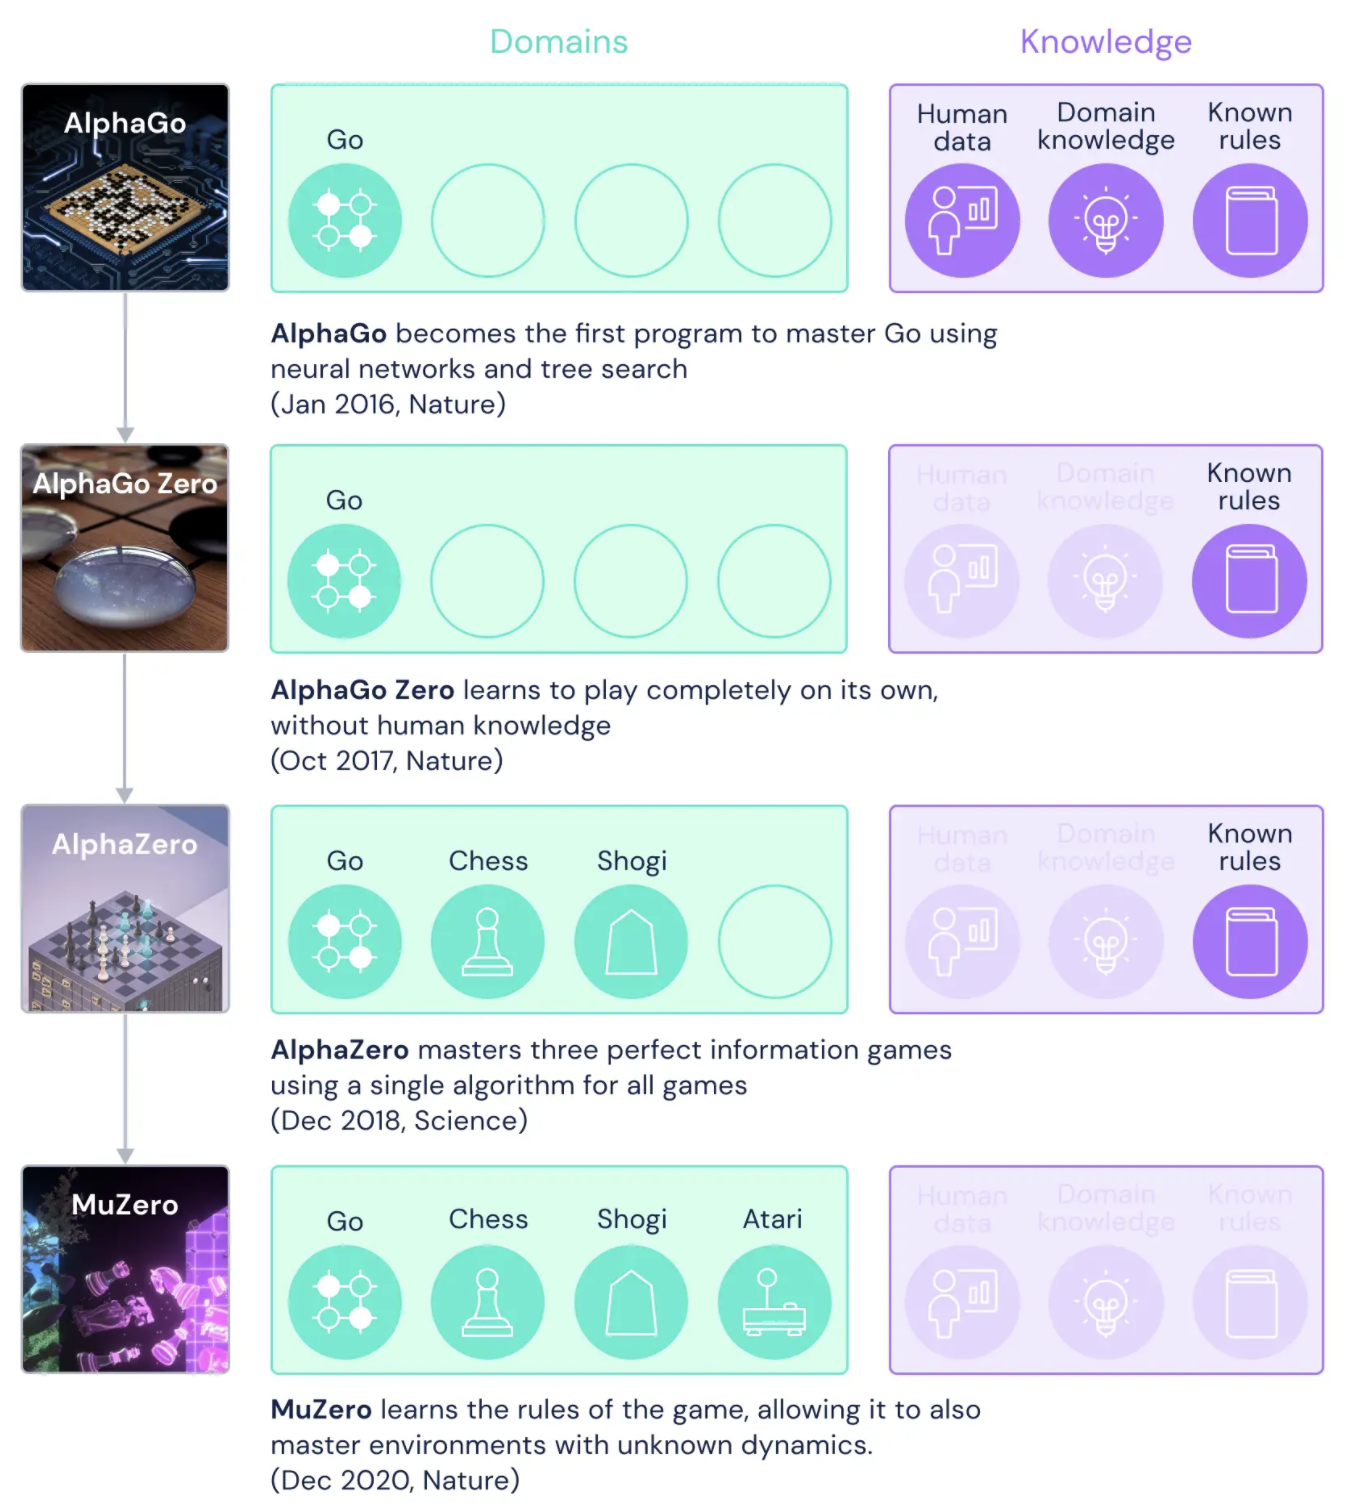 Domains
Knowledge
AlphaGo
Go
Human
data
Domain
knowledge
Known
rules
AlphaGo becomes the first program to master Go using
neural networks and tree search
(Jan 2016, Nature)
AlphaGo Zero
Go
Human
data
Domain
knowledge
Known
rules
AlphaGo Zero learns to play completely on its own,
without human knowledge
(Oct 2017, Nature)
AlphaZero
Go
Chess
Shogi
Human
data
Domain
knowledge
Known
rules
AlphaZero masters three perfect information games
using a single algorithm for all games
(Dec 2018, Science)
MuZero
Go
Chess
Shogi
Atari
Human
data
Domain
knowledge
Known
rules
MuZero learns the rules of the game, allowing it to also
master environments with unknown dynamics.
(Dec 2020, Nature)